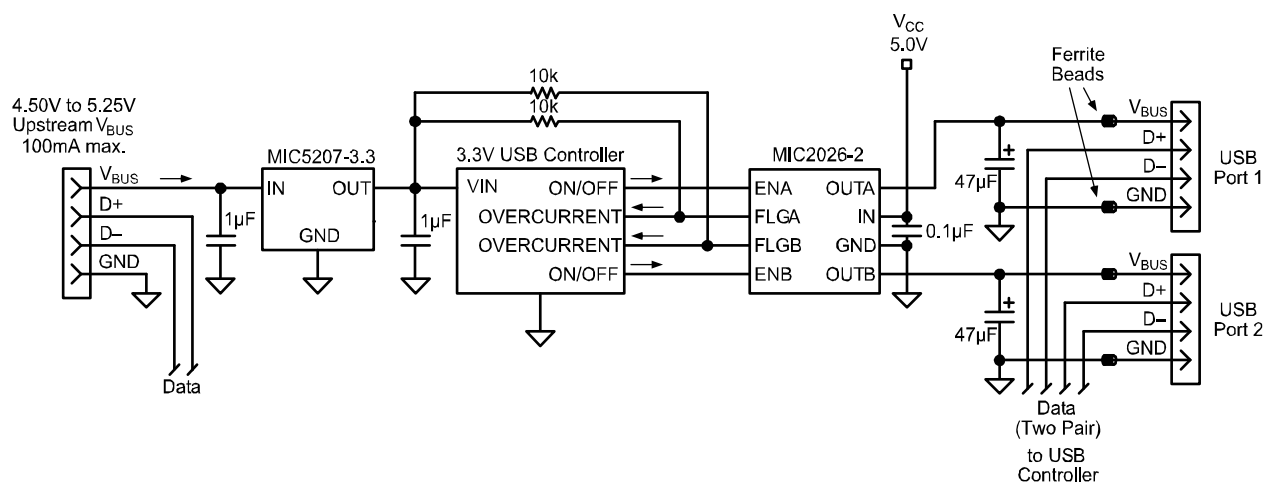 4.50V to 5.25V
Upstream VBUS
100mA max.
VBUS
D+
D–
GND
Data
1µF
MIC5207-3.3
IN
OUT
GND
1µF
10k
10k
3.3V USB Controller
VIN
ON/OFF
OVERCURRENT
OVERCURRENT
ON/OFF
MIC2026-2
ENA
OUTA
FLGA
IN
FLGB
GND
ENB
OUTB
VCC
5.0V
0.1µF
47µF
+
47µF
+
Ferrite
Beads
VBUS
D+
D–
GND
USB
Port 1
VBUS
D+
D–
GND
USB
Port 2
Data
(Two Pair)
to USB
Controller